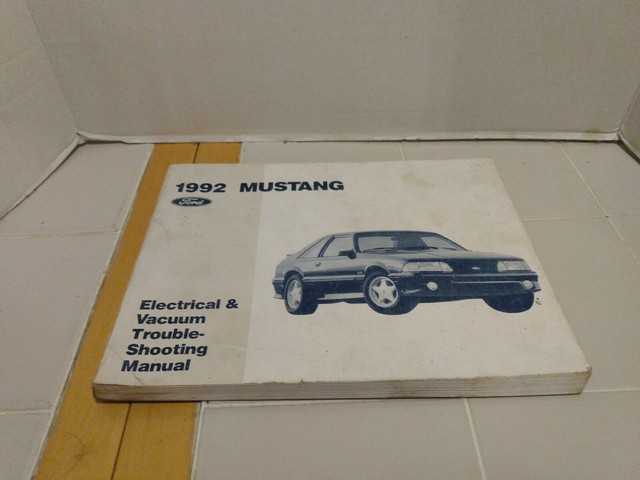 1992 MUSTANG
Ford
Electrical &
Vacuum
Trouble-
Shooting
Manual